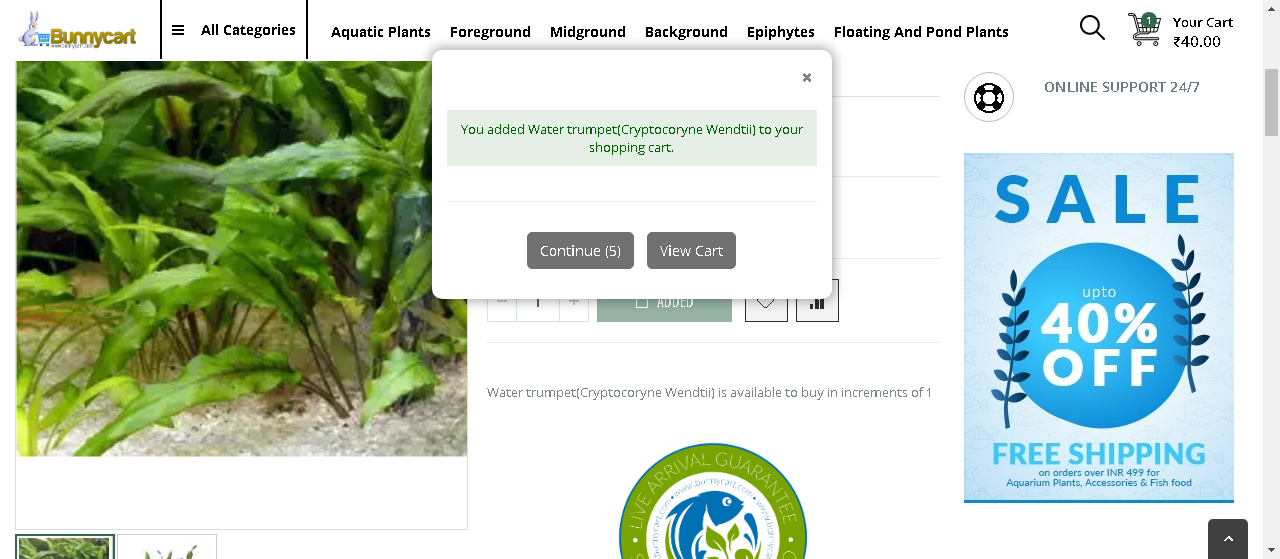 Bunnycart
www.bunnycart.com
All Categories
Aquatic Plants
Foreground
Midground
Background
Epiphytes
Floating And Pond Plants
1
Your Cart
₹40.00
×
You added Water trumpet(Cryptocoryne Wendtii) to your
shopping cart.
Continue (5)
View Cart
1
ADDED
Water trumpet(Cryptocoryne Wendtii) is available to buy in increments of 1
LIVE ARRIVAL GUARANTEE
www.bunnycart.com
ONLINE SUPPORT 24/7
SALE
upto
40%
OFF
FREE SHIPPING
on orders over INR 499 for
Aquarium Plants, Accessories & Fish food